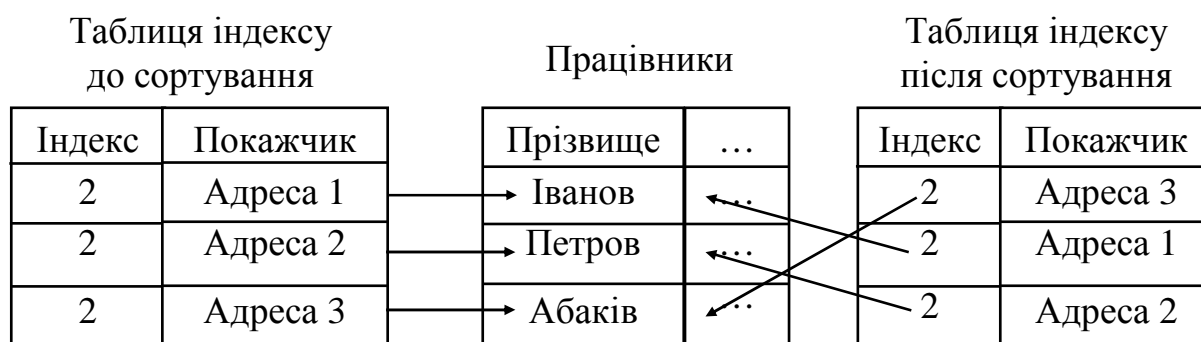 Таблиця індексу
до сортування
Працівники
Таблиця індексу
після сортування
Індекс Покажчик Прізвище … Індекс Покажчик
2 Адреса 1 Іванов … 2 Адреса 3
2 Адреса 2 Петров … 2 Адреса 1
2 Адреса 3 Абаків … 2 Адреса 2